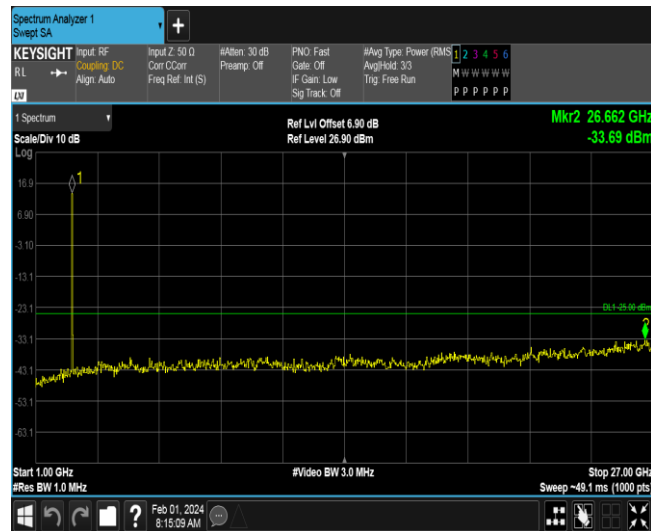 Spectrum Analyzer 1
Swept SA
+
KEYSIGHT
RL
LXI
Input: RF
Coupling: DC
Align: Auto
Input Z: 50 Ω
Corr CCorr
Freq Ref: Int (S)
#Atten: 30 dB
Preamp: Off
PNO: Fast
Gate: Off
IF Gain: Low
Sig Track: Off
#Avg Type: Power (RMS
Avg|Hold: 3/3
Trig: Free Run
1 2 3 4 5 6
M W W W W W
P P P P P P
1 Spectrum
Scale/Div 10 dB
Log
Ref Lvl Offset 6.90 dB
Ref Level 26.90 dBm
Mkr2 26.662 GHz
-33.69 dBm
1
16.9
6.90
-3.10
-13.1
-23.1
DL1 -25.00 dBm
2
-33.1
-43.1
-53.1
-63.1
Start 1.00 GHz
#Res BW 1.0 MHz
#Video BW 3.0 MHz
Stop 27.00 GHz
Sweep ~49.1 ms (1000 pts)
?
Feb 01, 2024
8:15:09 AM